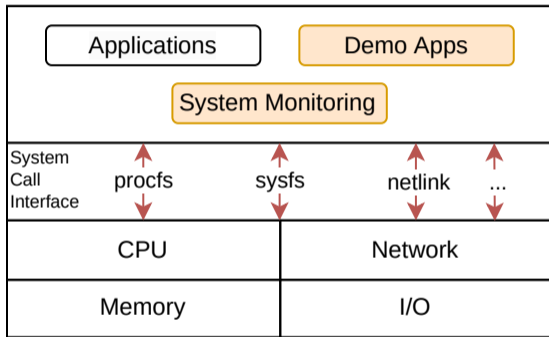 Applications
Demo Apps
System Monitoring
System
Call
Interface
procfs
sysfs
netlink
...
CPU
Network
Memory
I/O